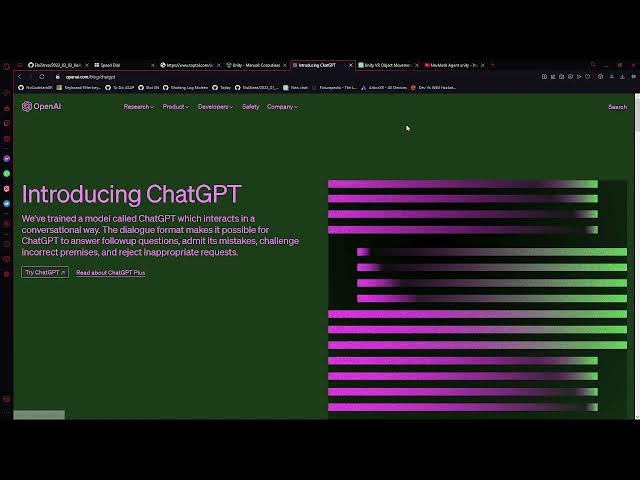 Speed Dial
Introducing ChatGPT
openai.com/blog/chatgpt
New chat
OpenAI
Research
Product
Developers
Safety
Company
Search
Introducing ChatGPT
We've trained a model called ChatGPT which interacts in a
conversational way. The dialogue format makes it possible for
ChatGPT to answer followup questions, admit its mistakes, challenge
incorrect premises, and reject inappropriate requests.
Try ChatGPT ↗
Read about ChatGPT Plus